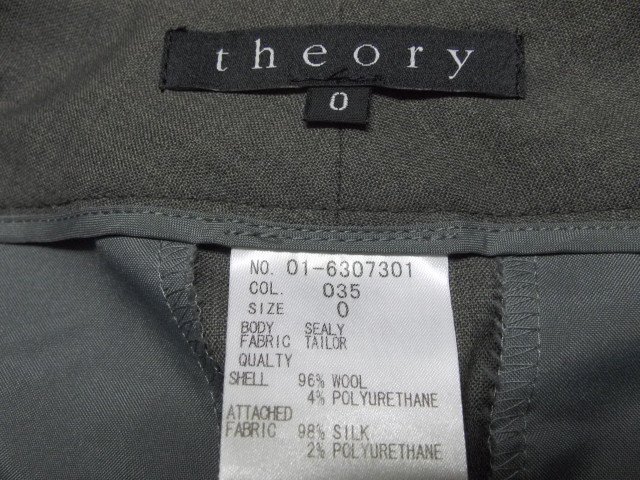 theory
0
NO. 01-6307301
COL. 035
SIZE 0
BODY SEALY
FABRIC TAILOR
QUALTY
SHELL 96% WOOL
4% POLYURETHANE
ATTACHED
FABRIC 98% SILK
2% POLYURETHANE